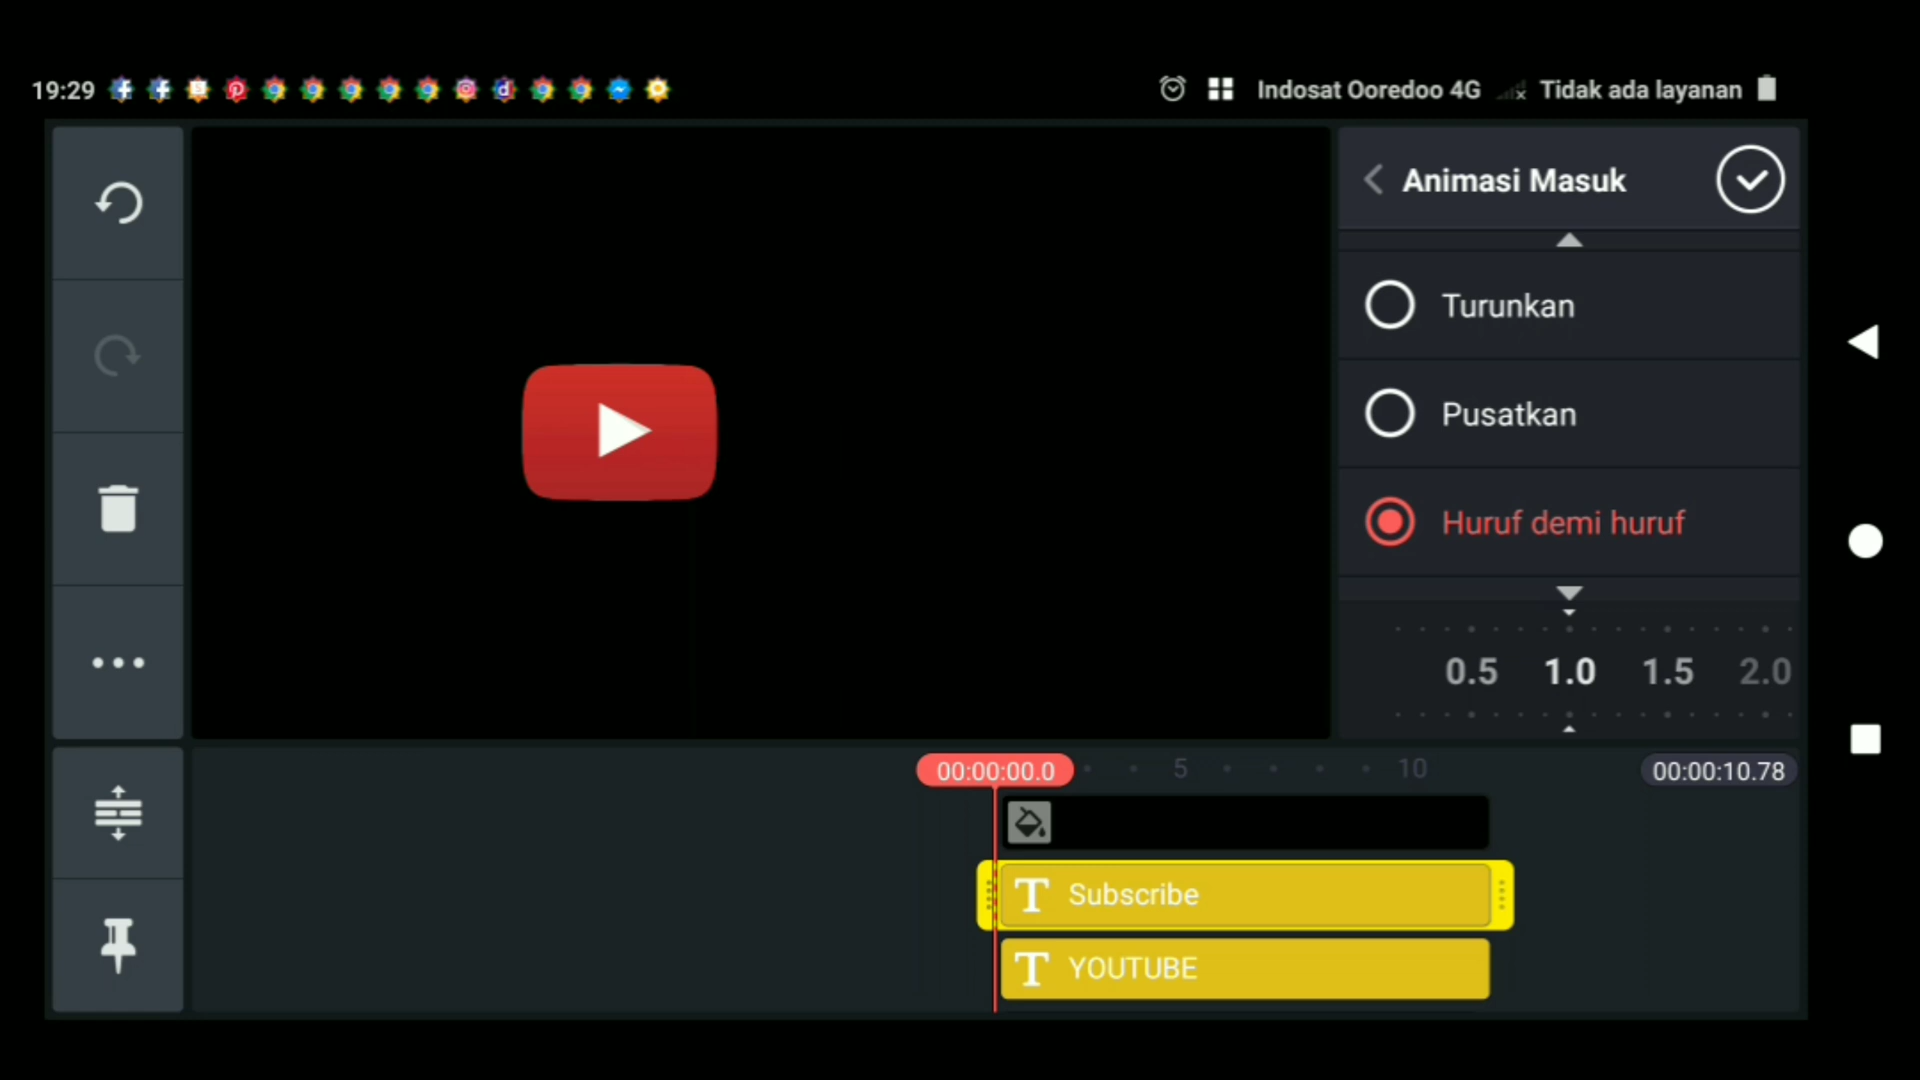 19:29
Indosat Ooredoo 4G Tidak ada layanan
Animasi Masuk
Turunkan
Pusatkan
Huruf demi huruf
0.5 1.0 1.5 2.0
00:00:00.0 5 10 00:00:10.78
T Subscribe
T YOUTUBE